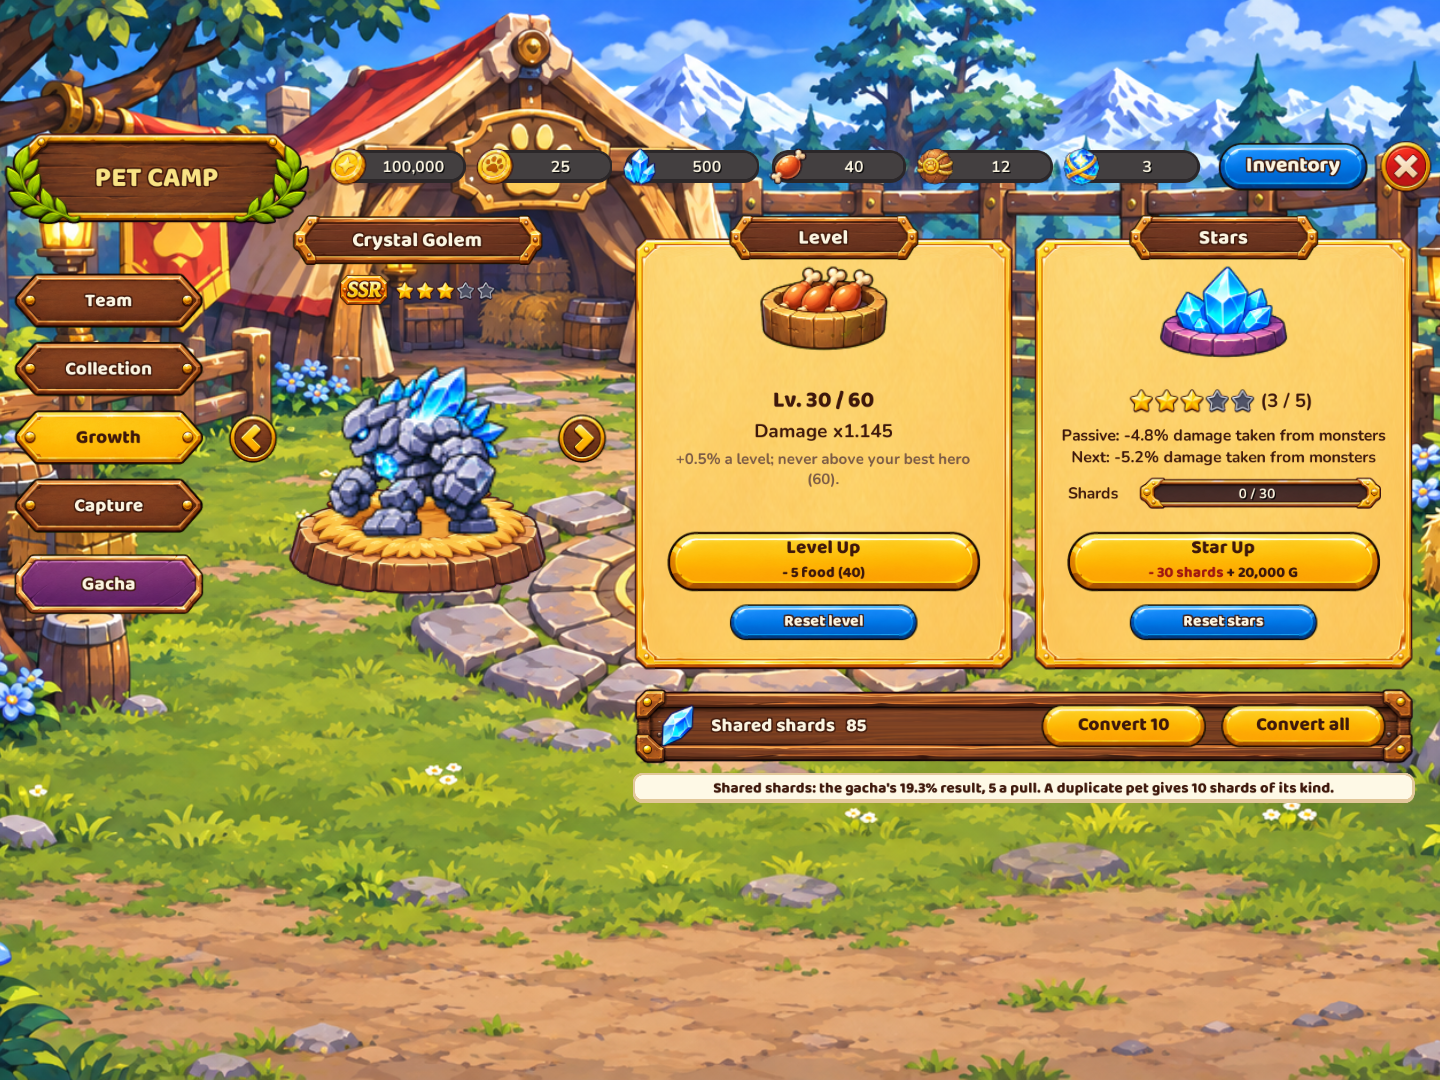 PET CAMP
100,000
25
500
40
12
3
Inventory
Team
Collection
Growth
Capture
Gacha
Crystal Golem
SSR
Level
Lv. 30 / 60
Damage x1.145
+0.5% a level; never above your best hero
(60).
Level Up
- 5 food (40)
Reset level
Stars
(3 / 5)
Passive: -4.8% damage taken from monsters
Next: -5.2% damage taken from monsters
Shards 0 / 30
Star Up
- 30 shards + 20,000 G
Reset stars
Shared shards 85
Convert 10
Convert all
Shared shards: the gacha's 19.3% result, 5 a pull. A duplicate pet gives 10 shards of its kind.